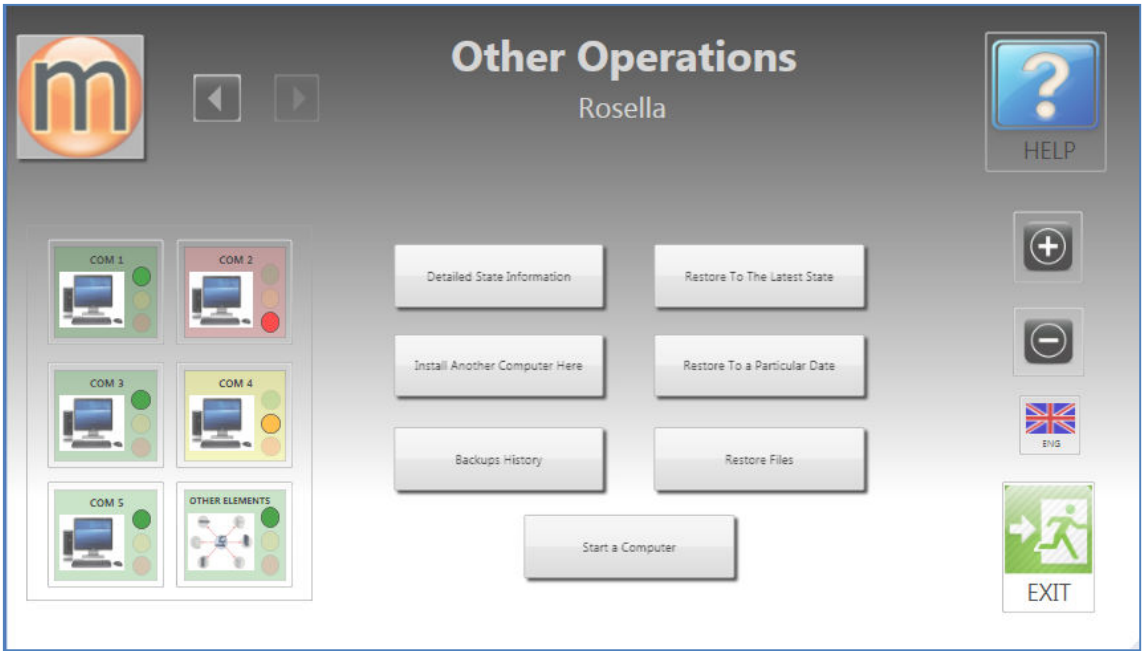 m
Other Operations
Rosella
HELP
COM 1
COM 2
COM 3
COM 4
COM 5
OTHER ELEMENTS
Detailed State Information
Restore To The Latest State
Install Another Computer Here
Restore To a Particular Date
Backups History
Restore Files
Start a Computer
ENG
EXIT